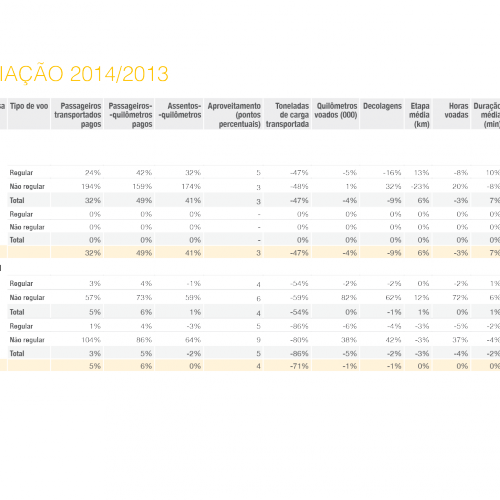 IAÇÃO 2014/2013
Tipo de voo Passageiros transportados pagos Passageiros- -quilômetros pagos Assentos- -quilômetros Aproveitamento (pontos percentuais) Toneladas de carga transportada Quilômetros voados (000) Decolagens Etapa média (km) Horas voadas Duração média (min)
Regular 24% 42% 32% 5 -47% -5% -16% 13% -8% 10%
Não regular 194% 159% 174% 3 -48% 1% 32% -23% 20% -8%
Total 32% 49% 41% 3 -47% -4% -9% 6% -3% 7%
Regular 0% 0% 0% - 0% 0% 0% 0% 0% 0%
Não regular 0% 0% 0% - 0% 0% 0% 0% 0% 0%
Total 0% 0% 0% - 0% 0% 0% 0% 0% 0%
32% 49% 41% 3 -47% -4% -9% 6% -3% 7%
Regular 3% 4% -1% 4 -54% -2% -2% 0% -2% 1%
Não regular 57% 73% 59% 6 -59% 82% 62% 12% 72% 6%
Total 5% 6% 1% 4 -54% 0% -1% 1% 0% 1%
Regular 1% 4% -3% 5 -86% -6% -4% -3% -5% -2%
Não regular 104% 86% 64% 9 -80% 38% 42% -3% 37% -4%
Total 3% 5% -2% 5 -86% -5% -2% -3% -4% -2%
5% 6% 0% 4 -71% -1% -1% 0% 0% 0%